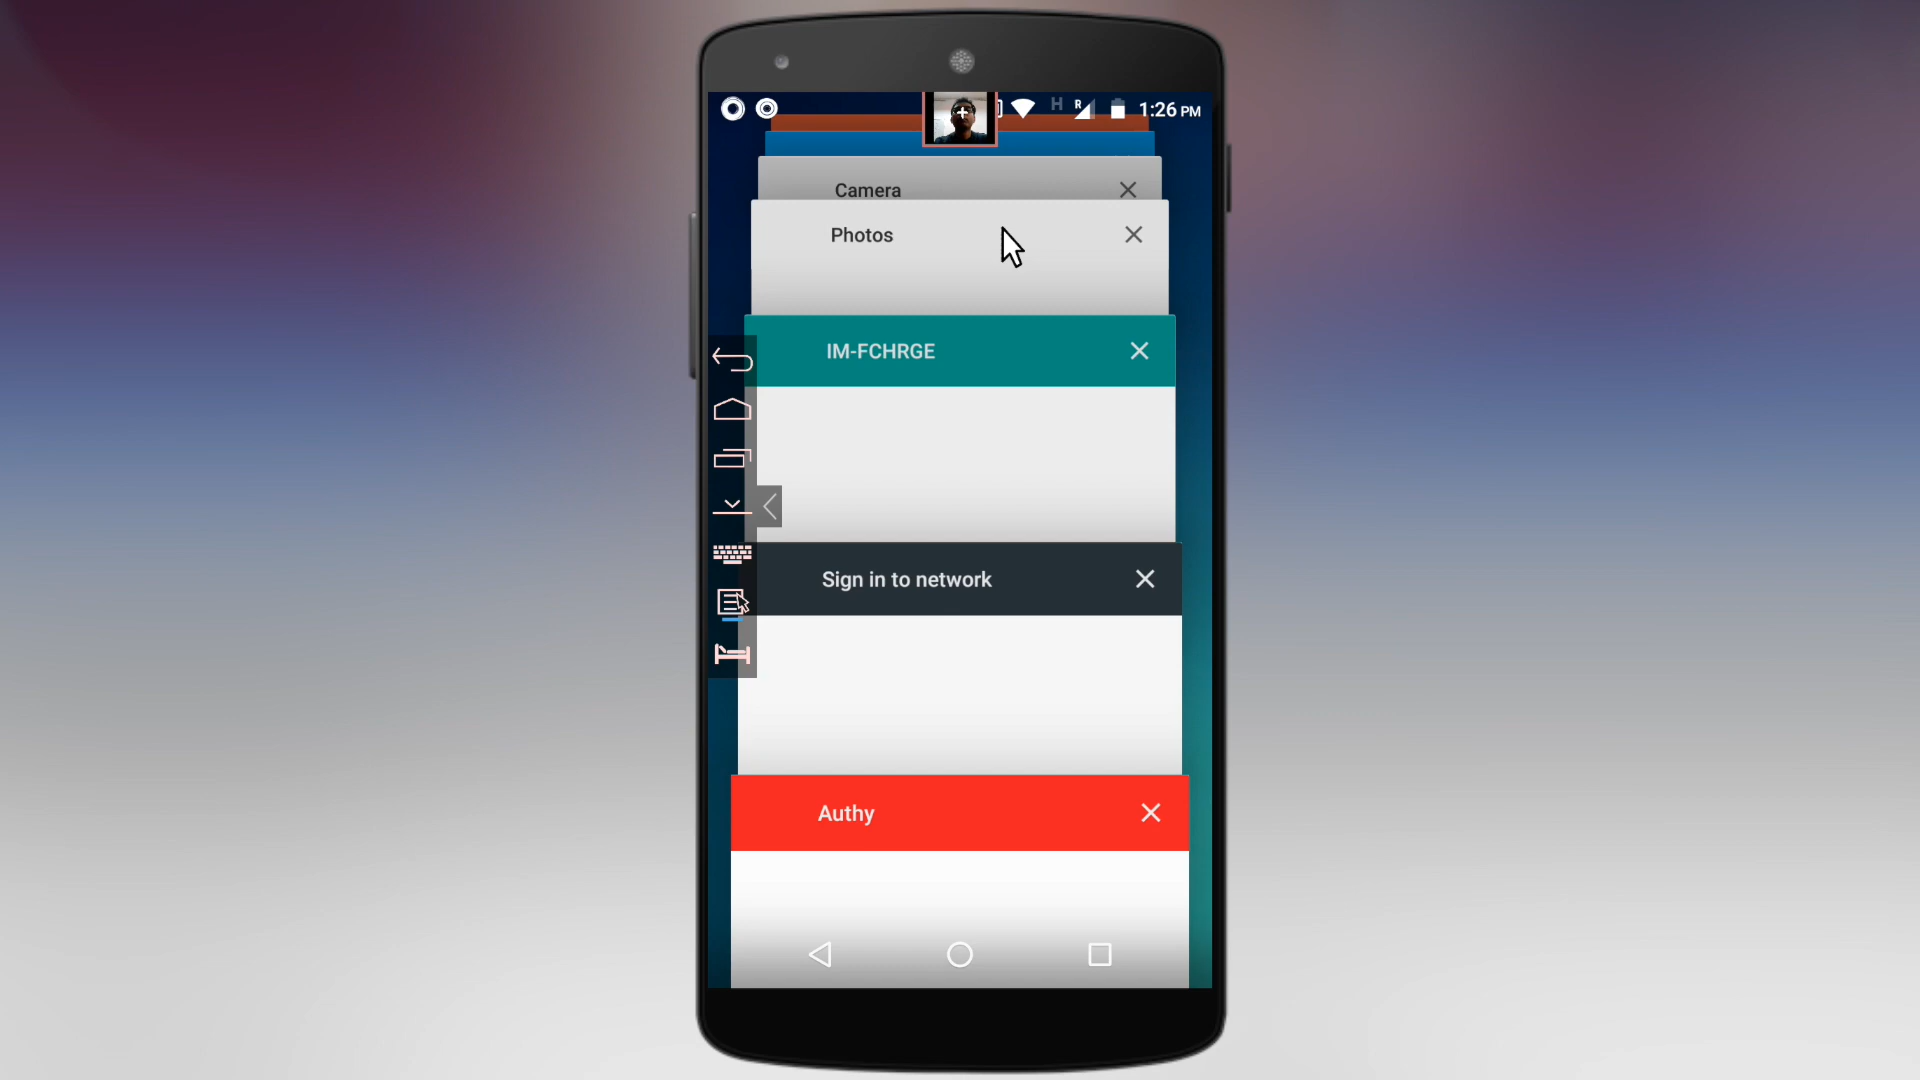 H
R
1:26 PM
Camera
Photos
IM-FCHRGE
Sign in to network
Authy